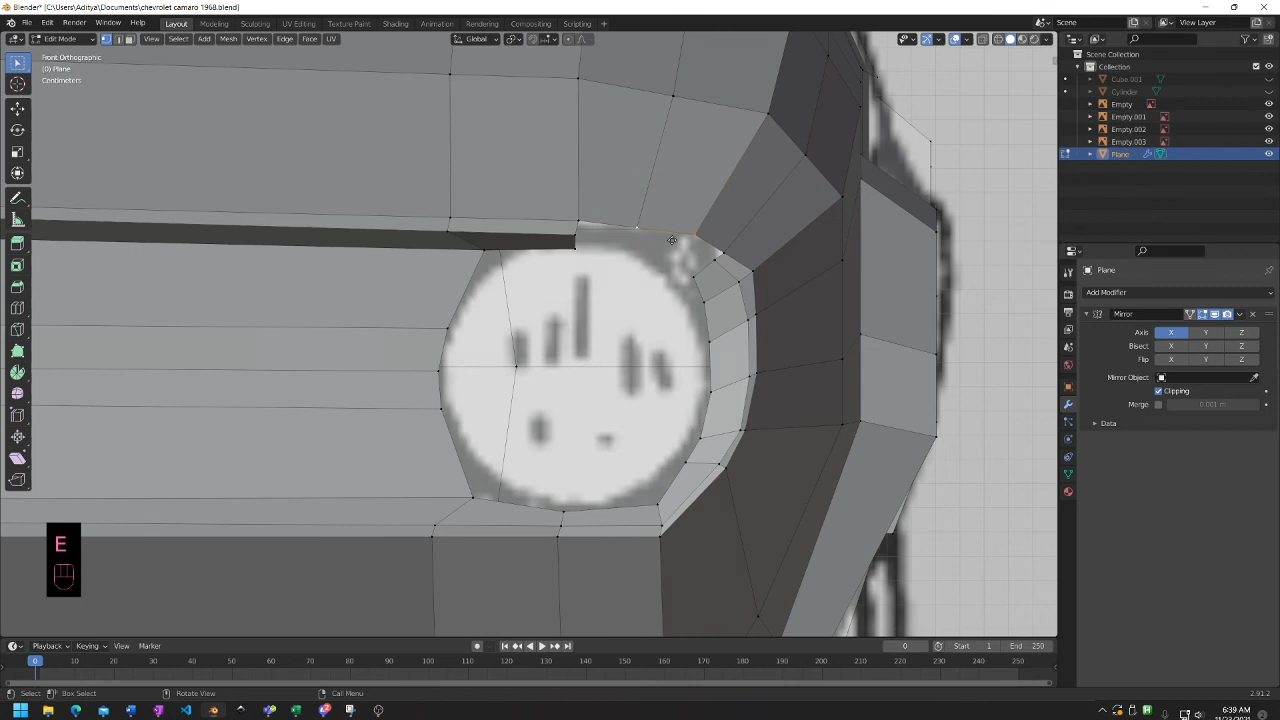 Blender* [C:\Users\Aditya\Documents\chevrolet camaro 1968.blend]
File Edit Render Window Help Layout Modeling Sculpting UV Editing Texture Paint Shading Animation Rendering Compositing Scripting + Scene View Layer
Edit Mode View Select Add Mesh Vertex Edge Face UV Global
Front Orthographic
(0) Plane
Centimeters
Scene Collection
Collection
Cube.001
Cylinder
Empty
Empty.001
Empty.002
Empty.003
Plane
Plane
Add Modifier
Mirror
Axis X Y Z
Bisect X Y Z
Flip X Y Z
Mirror Object
Clipping
Merge 0.001 m
Data
E
Playback Keying View Marker 0 Start 1 End 250
0 10 20 30 40 50 60 70 80 90 100 110 120 130 140 150 160 170 180 190 200 210 220 230 240 250
Select Box Select Rotate View Call Menu 2.91.2
6:39 AM
11/23/2021